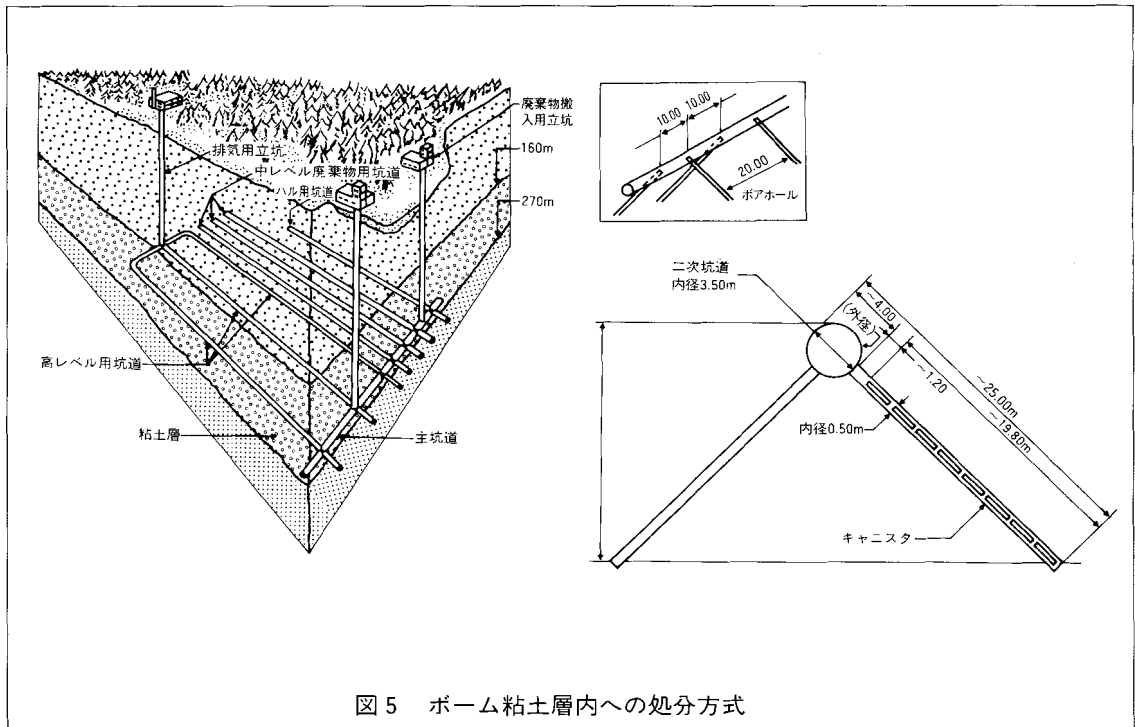 廃棄物搬
入用立坑
160m
270m
排気用立坑
中レベル廃棄物用坑道
ハル用坑道
高レベル用坑道
粘土層
主坑道
10.00
10.00
20.00
ボアホール
二次坑道
内径3.50m
~4.00
(外径)
~1.20
~25.00m
~19.80m
内径0.50m
キャニスター
図5 ボーム粘土層内への処分方式